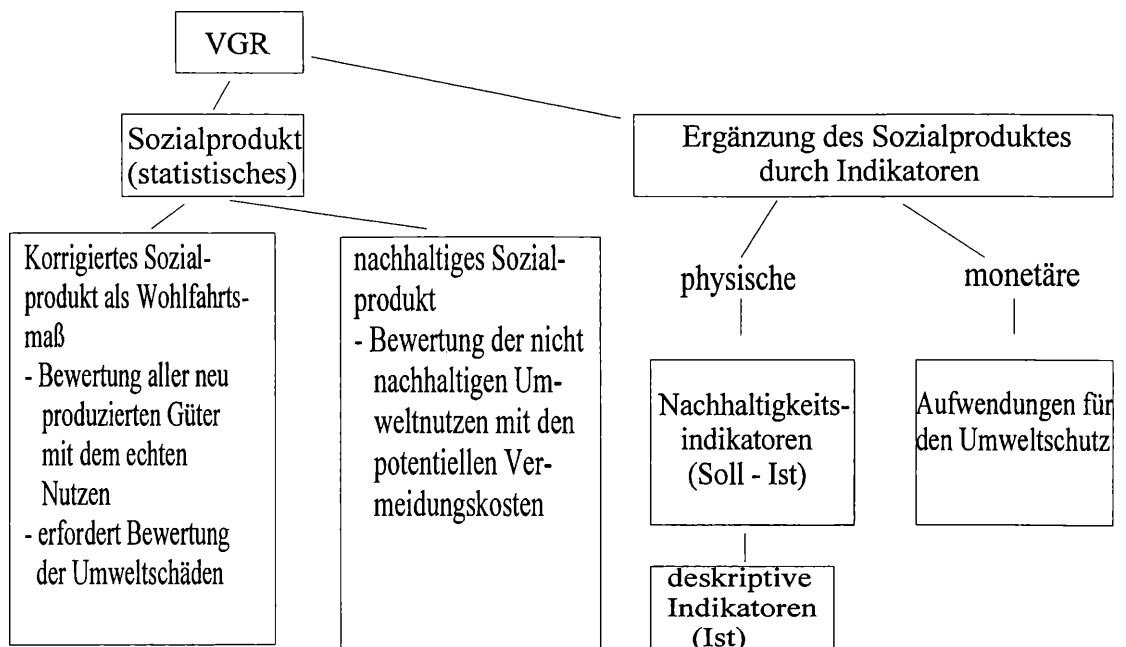 VGR
Sozialprodukt
(statistisches)
Ergänzung des Sozialproduktes
durch Indikatoren
Korrigiertes Sozial-
produkt als Wohlfahrts-
maß
- Bewertung aller neu
produzierten Güter
mit dem echten
Nutzen
- erfordert Bewertung
der Umweltschäden
nachhaltiges Sozial-
produkt
- Bewertung der nicht
nachhaltigen Um-
weltnutzen mit den
potentiellen Ver-
meidungskosten
physische
monetäre
Nachhaltigkeits-
indikatoren
(Soll - Ist)
Aufwendungen für
den Umweltschutz
deskriptive
Indikatoren
(Ist)